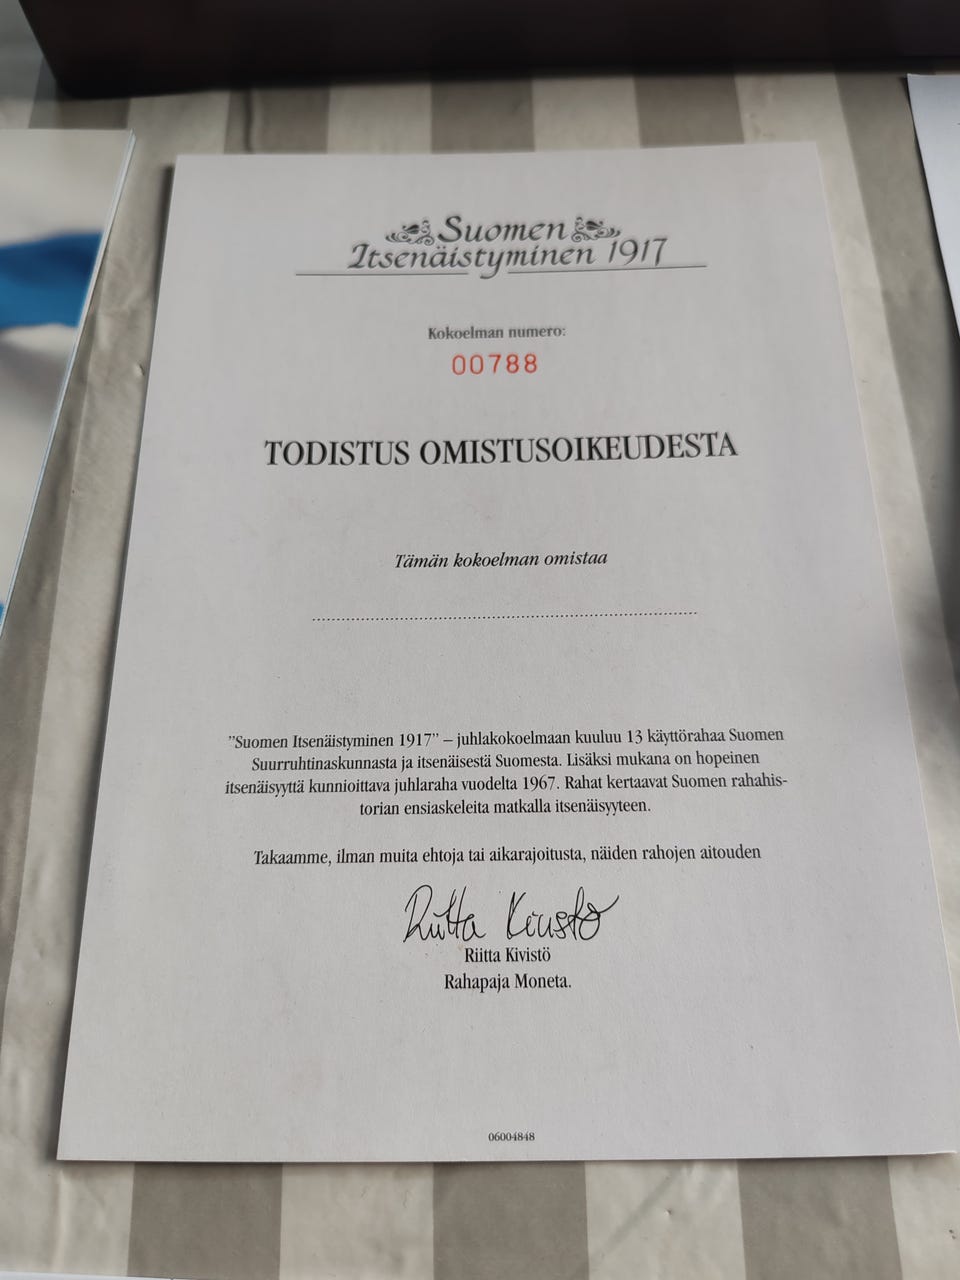 Suomen
Itsenäistyminen 1917
Kokoelman numero:
00788
TODISTUS OMISTUSOIKEUDESTA
Tämän kokoelman omistaa
................................................................
”Suomen Itsenäistyminen 1917” – juhlakokoelmaan kuuluu 13 käyttörahaa Suomen
Suurruhtinaskunnasta ja itsenäisestä Suomesta. Lisäksi mukana on hopeinen
itsenäisyyttä kunnioittava juhlaraha vuodelta 1967. Rahat kertaavat Suomen rahahis-
torian ensiaskeleita matkalla itsenäisyyteen.
Takaamme, ilman muita ehtoja tai aikarajoitusta, näiden rahojen aitouden
Riitta Kivistö
Riitta Kivistö
Rahapaja Moneta.
06004848